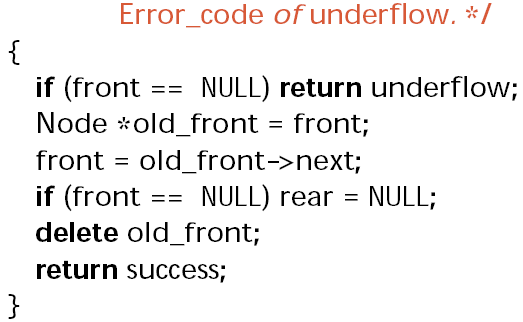 Error_code of underflow. */
{
if (front == NULL) return underflow;
Node *old_front = front;
front = old_front->next;
if (front == NULL) rear = NULL;
delete old_front;
return success;
}